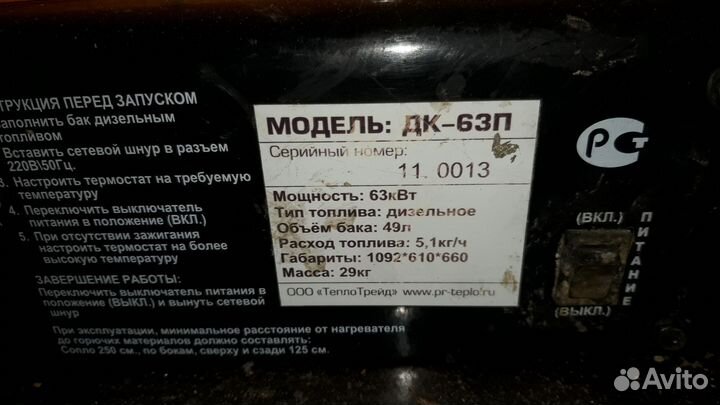 ТРУКЦИЯ ПЕРЕД ЗАПУСКОМ
аполнить бак дизельным
опливом
Вставить сетевой шнур в разъем
220В\50Гц.
3. Настроить термостат на требуемую
температуру
4. Переключить выключатель
питания в положение (ВКЛ.)
5. При отсутствии зажигания
настроить термостат на более
высокую температуру
ЗАВЕРШЕНИЕ РАБОТЫ:
Переключить выключатель питания в
положение (ВЫКЛ.) и вынуть сетевой
шнур
При эксплуатации, минимальное расстояние от нагревателя
до горючих материалов должно составлять:
Сопло 250 см., по бокам, сверху и сзади 125 см.
МОДЕЛЬ: ДК-63П
Серийный номер:
11 0013
Мощность: 63кВт
Тип топлива: дизельное
Объём бака: 49л
Расход топлива: 5,1кг/ч
Габариты: 1092*610*660
Масса: 29кг
ООО «ТеплоТрейд» www.pr-teplo.ru
РСТ
(ВКЛ.)
ПИТАНИЕ
(ВЫКЛ.)
Avito